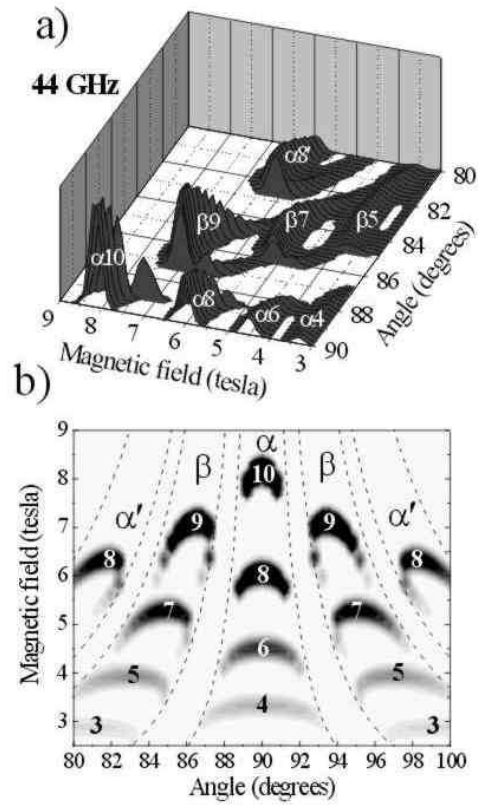 a)
44 GHz
α8'
β9
β7
β5
α10
α8
α6
α4
80
82
84
86
88
90
Angle (degrees)
9
8
7
6
5
4
3
Magnetic field (tesla)
b)
9
8
7
6
5
4
3
Magnetic field (tesla)
α
β
β
α'
α'
10
9
9
8
8
8
7
7
6
5
5
4
3
3
80 82 84 86 88 90 92 94 96 98 100
Angle (degrees)